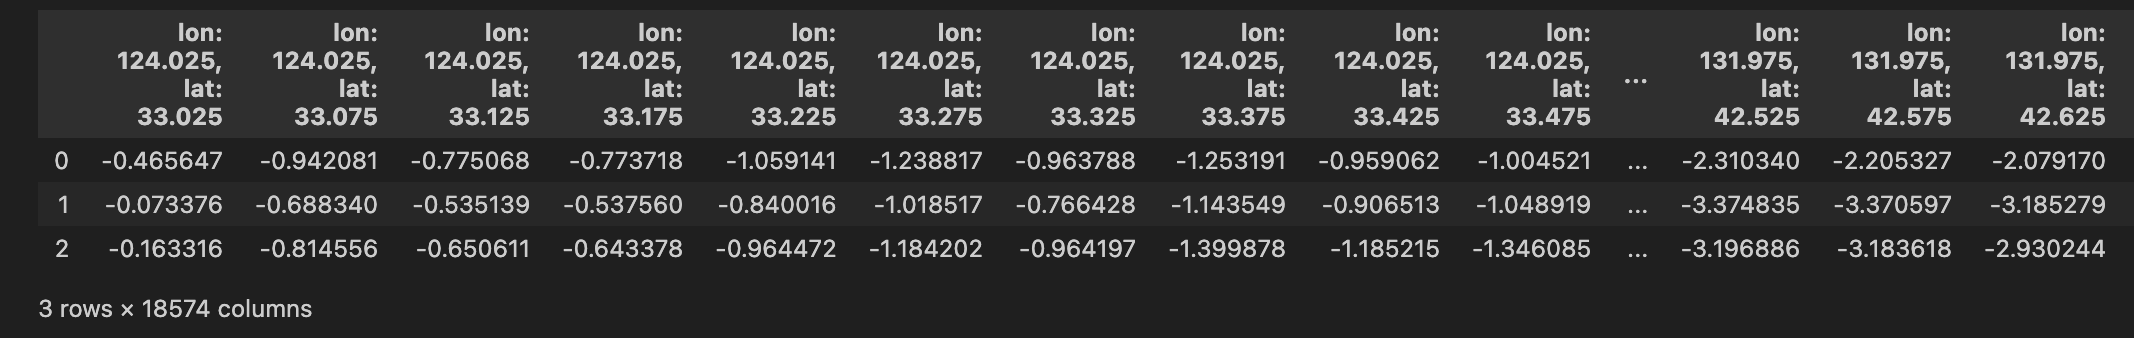 lon: lon: lon: lon: lon: lon: lon: lon: lon: lon: lon: lon: lon:
124.025, 124.025, 124.025, 124.025, 124.025, 124.025, 124.025, 124.025, 124.025, 124.025, ... 131.975, 131.975, 131.975,
lat: lat: lat: lat: lat: lat: lat: lat: lat: lat: lat: lat: lat:
33.025 33.075 33.125 33.175 33.225 33.275 33.325 33.375 33.425 33.475 42.525 42.575 42.625
0 -0.465647 -0.942081 -0.775068 -0.773718 -1.059141 -1.238817 -0.963788 -1.253191 -0.959062 -1.004521 ... -2.310340 -2.205327 -2.079170
1 -0.073376 -0.688340 -0.535139 -0.537560 -0.840016 -1.018517 -0.766428 -1.143549 -0.906513 -1.048919 ... -3.374835 -3.370597 -3.185279
2 -0.163316 -0.814556 -0.650611 -0.643378 -0.964472 -1.184202 -0.964197 -1.399878 -1.185215 -1.346085 ... -3.196886 -3.183618 -2.930244
3 rows × 18574 columns